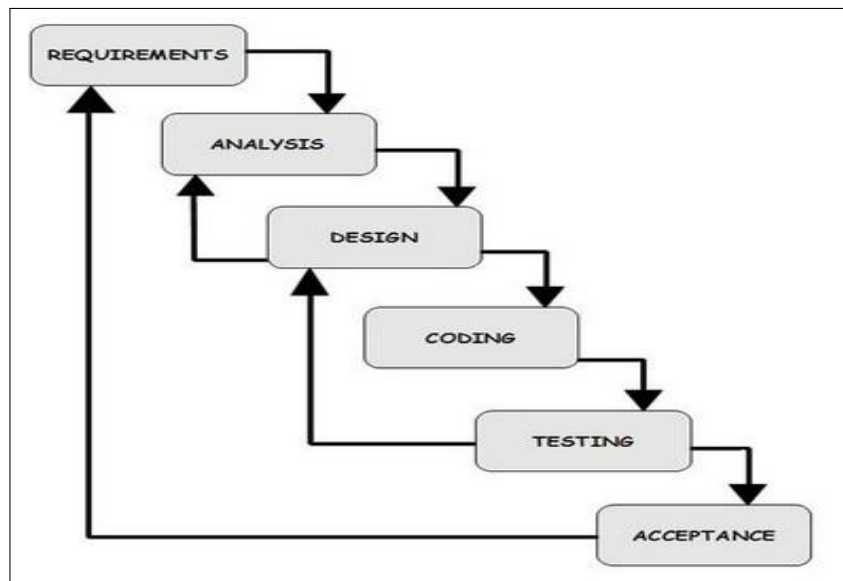 REQUIREMENTS
ANALYSIS
DESIGN
CODING
TESTING
ACCEPTANCE